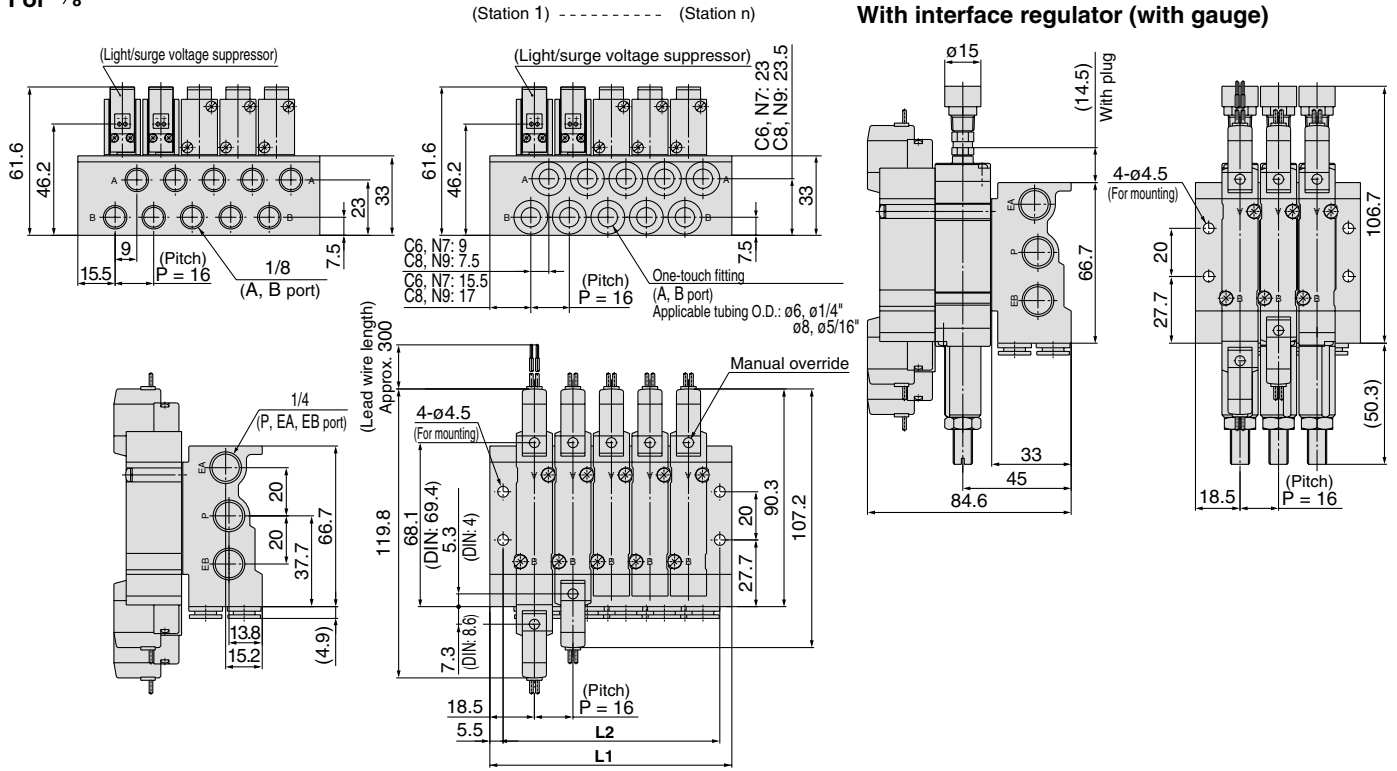 (Station 1) ----------- (Station n)
With interface regulator (with gauge)
(Light/surge voltage suppressor)
61.6
46.2
A
A
B
B
9
15.5
(Pitch)
P = 16
1/8
(A, B port)
7.5
23
33
(Light/surge voltage suppressor)
C6, N7: 23
C8, N9: 23.5
61.6
46.2
A
A
B
B
33
7.5
C6, N7: 9
C8, N9: 7.5
C6, N7: 15.5
C8, N9: 17
(Pitch)
P = 16
One-touch fitting
(A, B port)
Applicable tubing O.D.: ø6, ø1/4"
ø8, ø5/16"
ø15
(14.5)
With plug
EA
P
EB
66.7
33
45
84.6
4-ø4.5
(For mounting)
20
27.7
A
A
A
B
B
B
106.7
(50.3)
18.5
(Pitch)
P = 16
1/4
(P, EA, EB port)
EA
P
EB
20
20
37.7
66.7
13.8
15.2
(4.9)
(Lead wire length)
Approx. 300
Manual override
4-ø4.5
(For mounting)
119.8
68.1
(DIN: 69.4)
5.3
(DIN: 4)
7.3
(DIN: 8.6)
A
A
A
A
A
B
B
B
B
B
20
27.7
90.3
107.2
18.5
(Pitch)
P = 16
5.5
L2
L1